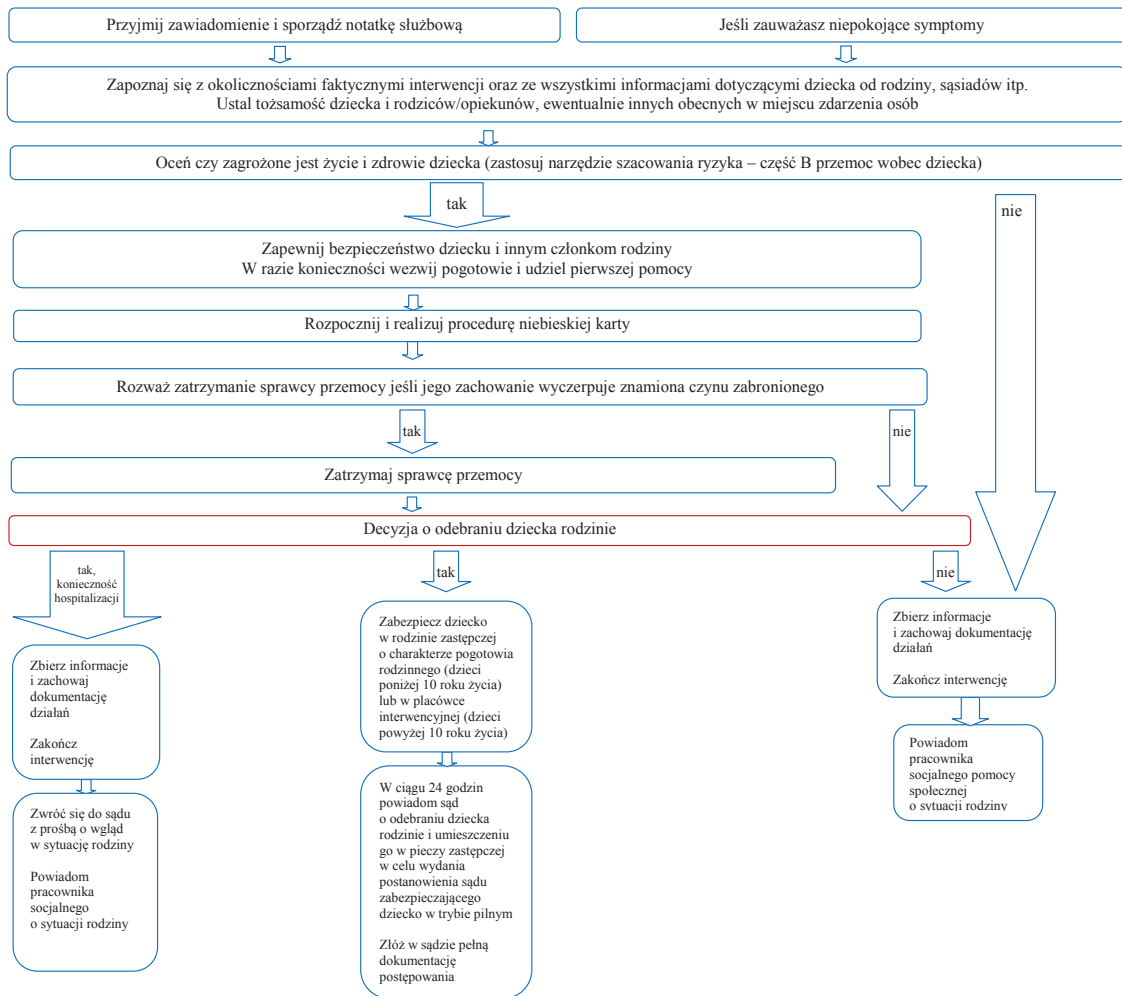 Przyjmij zawiadomienie i sporządź notatkę służbową
Jeśli zauważasz niepokojące symptomy
Zapoznaj się z okolicznościami faktycznymi interwencji oraz ze wszystkimi informacjami dotyczącymi dziecka od rodziny, sąsiadów itp.
Ustal tożsamość dziecka i rodziców/opiekunów, ewentualnie innych obecnych w miejscu zdarzenia osób
Oceń czy zagrożone jest życie i zdrowie dziecka (zastosuj narzędzie szacowania ryzyka – część B przemoc wobec dziecka)
tak
nie
Zapewnij bezpieczeństwo dziecku i innym członkom rodziny
W razie konieczności wezwij pogotowie i udziel pierwszej pomocy
Rozpocznij i realizuj procedurę niebieskiej karty
Rozważ zatrzymanie sprawcy przemocy jeśli jego zachowanie wyczerpuje znamiona czynu zabronionego
tak
nie
Zatrzymaj sprawcę przemocy
Decyzja o odebraniu dziecka rodzinie
tak,
konieczność
hospitalizacji
tak
nie
Zbierz informacje
i zachowaj
dokumentację
działań
Zakończ
interwencję
Zwróć się do sądu
z prośbą o wgląd
w sytuację rodziny
Powiadom
pracownika
socjalnego
o sytuacji rodziny
Zabezpiecz dziecko
w rodzinie zastępczej
o charakterze pogotowia
rodzinnego (dzieci
poniżej 10 roku życia)
lub w placówce
interwencyjnej (dzieci
powyżej 10 roku życia)
W ciągu 24 godzin
powiadom sąd
o odebraniu dziecka
rodzinie i umieszczeniu
go w pieczy zastępczej
w celu wydania
postanowienia sądu
zabezpieczającego
dziecko w trybie pilnym
Złóż w sądzie pełną
dokumentację
postępowania
Zbierz informacje
i zachowaj dokumentację
działań
Zakończ interwencję
Powiadom
pracownika
socjalnego pomocy
społecznej
o sytuacji rodziny